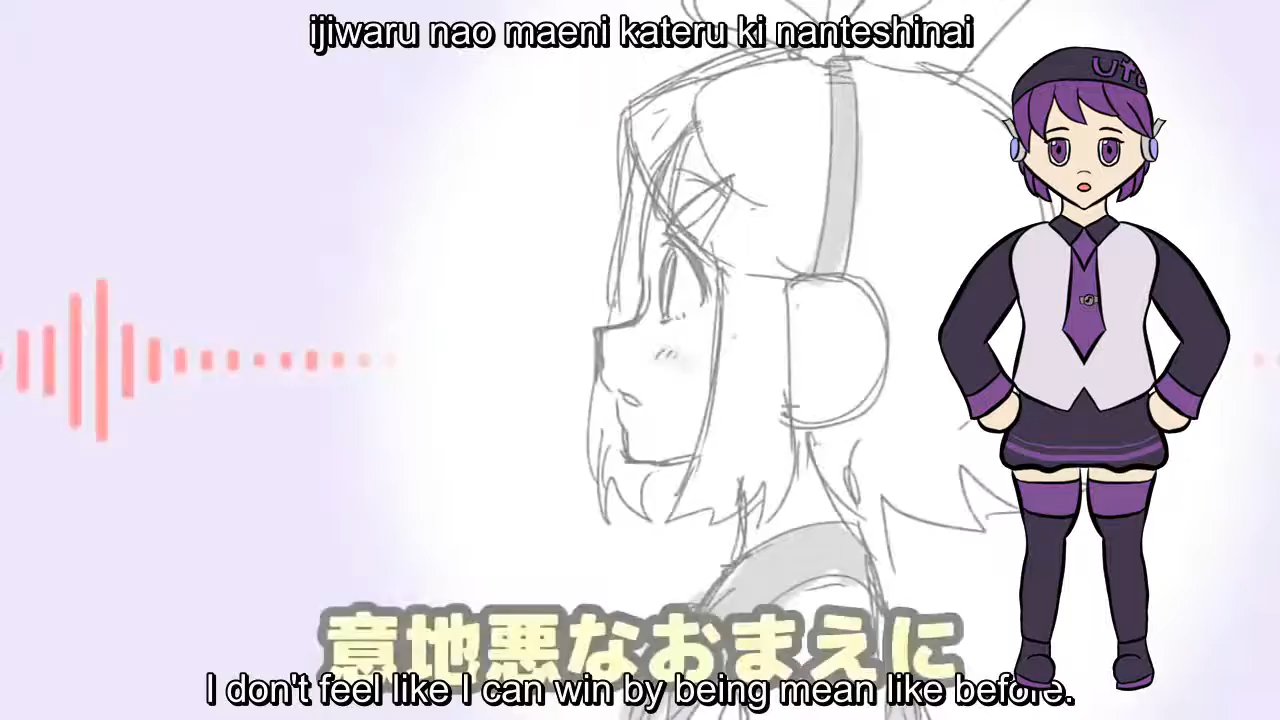 ijiwaru nao maeni kateru ki nanteshinai
意地悪なおまえに
I don't feel like I can win by being mean like before.